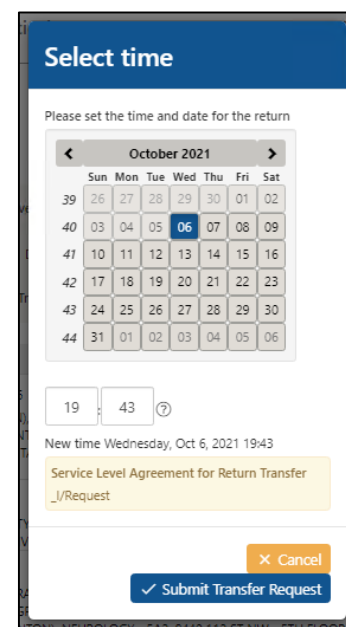 Select time
Please set the time and date for the return
October 2021
Sun Mon Tue Wed Thu Fri Sat
39 26 27 28 29 30 01 02
40 03 04 05 06 07 08 09
41 10 11 12 13 14 15 16
42 17 18 19 20 21 22 23
43 24 25 26 27 28 29 30
44 31 01 02 03 04 05 06
19 : 43 ?
New time Wednesday, Oct 6, 2021 19:43
Service Level Agreement for Return Transfer
_I/Request
× Cancel
✓ Submit Transfer Request